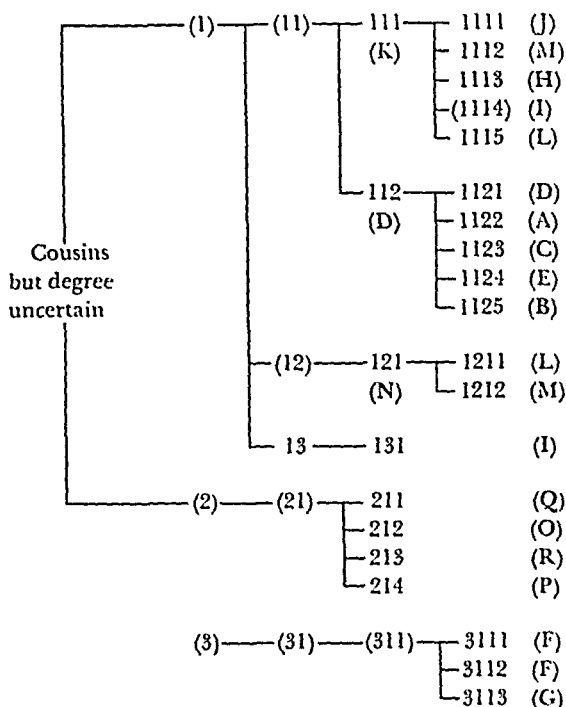 (1) (11) 111 1111 (J)
(K) 1112 (M)
1113 (H)
(1114) (I)
1115 (L)
112 1121 (D)
(D) 1122 (A)
1123 (C)
Cousins 1124 (E)
but degree
uncertain 1125 (B)
(12) 121 1211 (L)
(N) 1212 (M)
13 131 (I)
(2) (21) 211 (Q)
212 (O)
213 (R)
214 (P)
(3) (31) (311) 3111 (F)
3112 (F)
3113 (G)